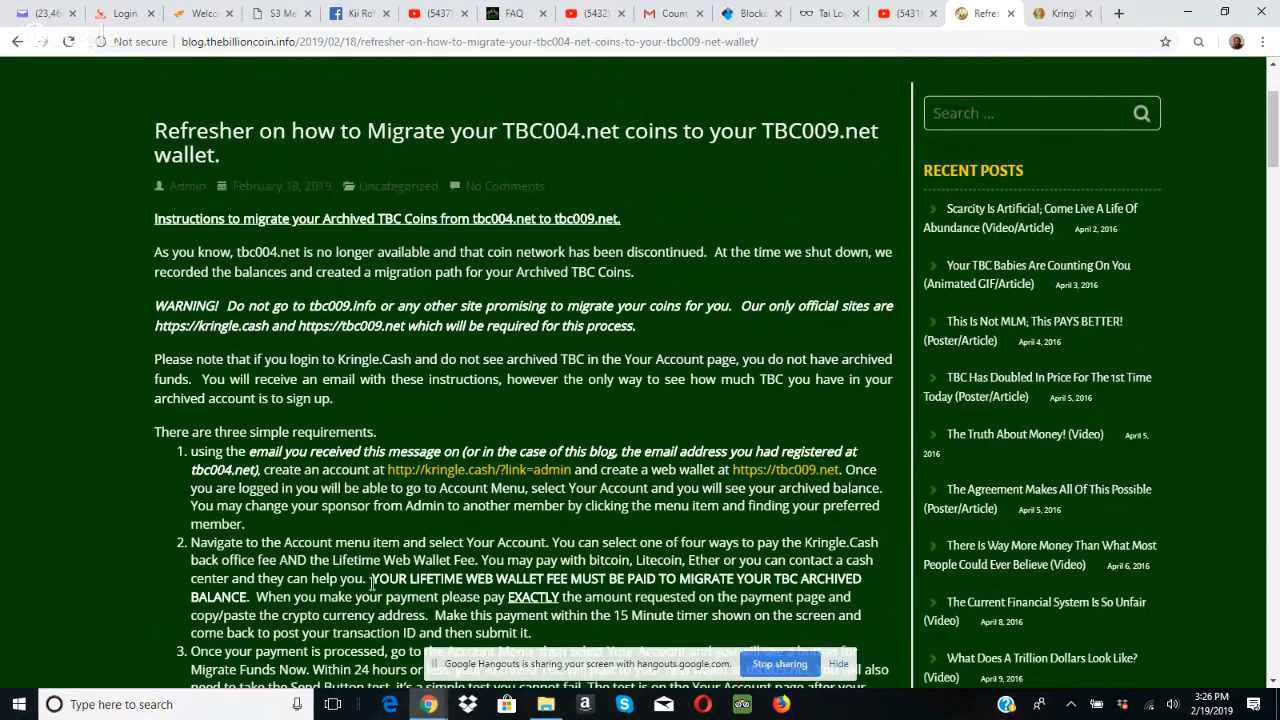 (23,46
Webto
S3 Me
Kii Ro
(5437)
FAQ
(5432)
Count
Blockc
Tai Lo
(5431)
Refres
Kringl
Not secure
blog.thebillioncoin.info/2019/02/18/refresher-on-how-to-migrate-your-tbc004-net-coins-to-your-tbc009-net-wallet/
Refresher on how to Migrate your TBC004.net coins to your TBC009.net
wallet.
Admin February 18, 2019 Uncategorized No Comments
Instructions to migrate your Archived TBC Coins from tbc004.net to tbc009.net.
As you know, tbc004.net is no longer available and that coin network has been discontinued. At the time we shut down, we
recorded the balances and created a migration path for your Archived TBC Coins.
WARNING! Do not go to tbc009.info or any other site promising to migrate your coins for you. Our only official sites are
https://kringle.cash and https://tbc009.net which will be required for this process.
Please note that if you login to Kringle.Cash and do not see archived TBC in the Your Account page, you do not have archived
funds. You will receive an email with these instructions, however the only way to see how much TBC you have in your
archived account is to sign up.
There are three simple requirements.
1. using the email you received this message on (or in the case of this blog, the email address you had registered at
tbc004.net), create an account at http://kringle.cash/?link=admin and create a web wallet at https://tbc009.net. Once
you are logged in you will be able to go to Account Menu, select Your Account and you will see your archived balance.
You may change your sponsor from Admin to another member by clicking the menu item and finding your preferred
member.
2. Navigate to the Account menu item and select Your Account. You can select one of four ways to pay the Kringle.Cash
back office fee AND the Lifetime Web Wallet Fee. You may pay with bitcoin, Litecoin, Ether or you can contact a cash
center and they can help you. YOUR LIFETIME WEB WALLET FEE MUST BE PAID TO MIGRATE YOUR TBC ARCHIVED
BALANCE. When you make your payment please pay EXACTLY the amount requested on the payment page and
copy/paste the crypto currency address. Make this payment within the 15 Minute timer shown on the screen and
come back to post your transaction ID and then submit it.
3. Once your payment is processed, go to
Migrate Funds Now. Within 24 hours or
Search ...
RECENT POSTS
Scarcity Is Artificial; Come Live A Life Of
Abundance (Video/Article) April 2, 2016
Your TBC Babies Are Counting On You
(Animated GIF/Article) April 3, 2016
This Is Not MLM; This PAYS BETTER!
(Poster/Article) April 4, 2016
TBC Has Doubled In Price For The 1st Time
Today (Poster/Article) April 5, 2016
The Truth About Money! (Video) April 5,
2016
The Agreement Makes All Of This Possible
(Poster/Article) April 5, 2016
There Is Way More Money Than What Most
People Could Ever Believe (Video) April 6, 2016
The Current Financial System Is So Unfair
(Video) April 8, 2016
What Does A Trillion Dollars Look Like?
(Video) April 9, 2016
Google Hangouts is sharing your screen with hangouts.google.com.
Stop sharing
Hide
Type here to search
3:26 PM
2/19/2019